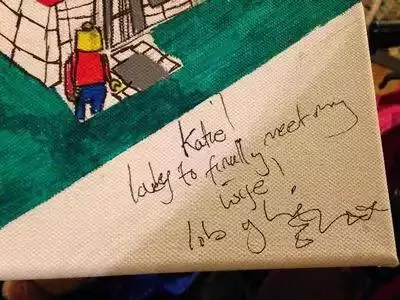 Katie!
lovely to finally meet my
wife!
lots of love